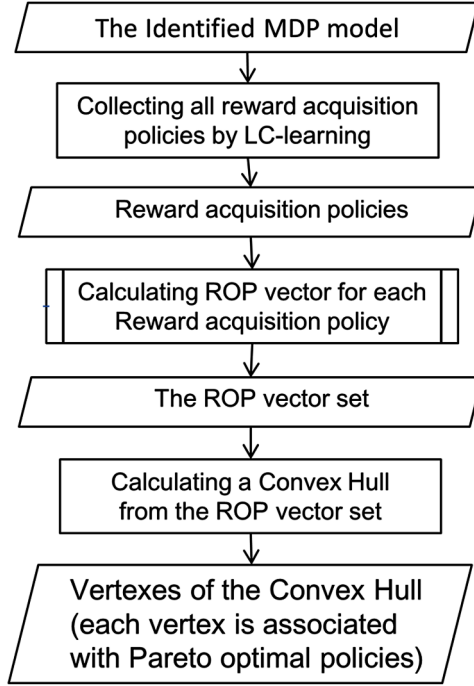 The Identified MDP model
Collecting all reward acquisition
policies by LC-learning
Reward acquisition policies
Calculating ROP vector for each
Reward acquisition policy
The ROP vector set
Calculating a Convex Hull
from the ROP vector set
Vertexes of the Convex Hull
(each vertex is associated
with Pareto optimal policies)